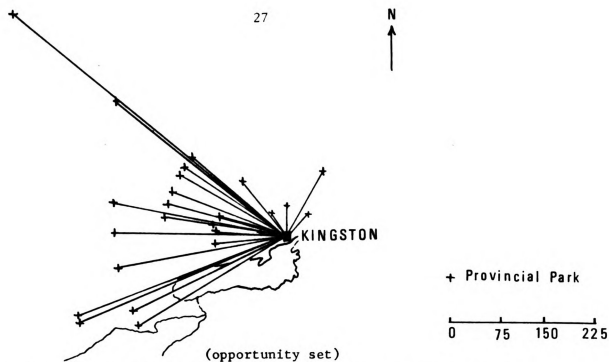 27
N
KINGSTON
+ Provincial Park
0 75 150 225
(opportunity set)